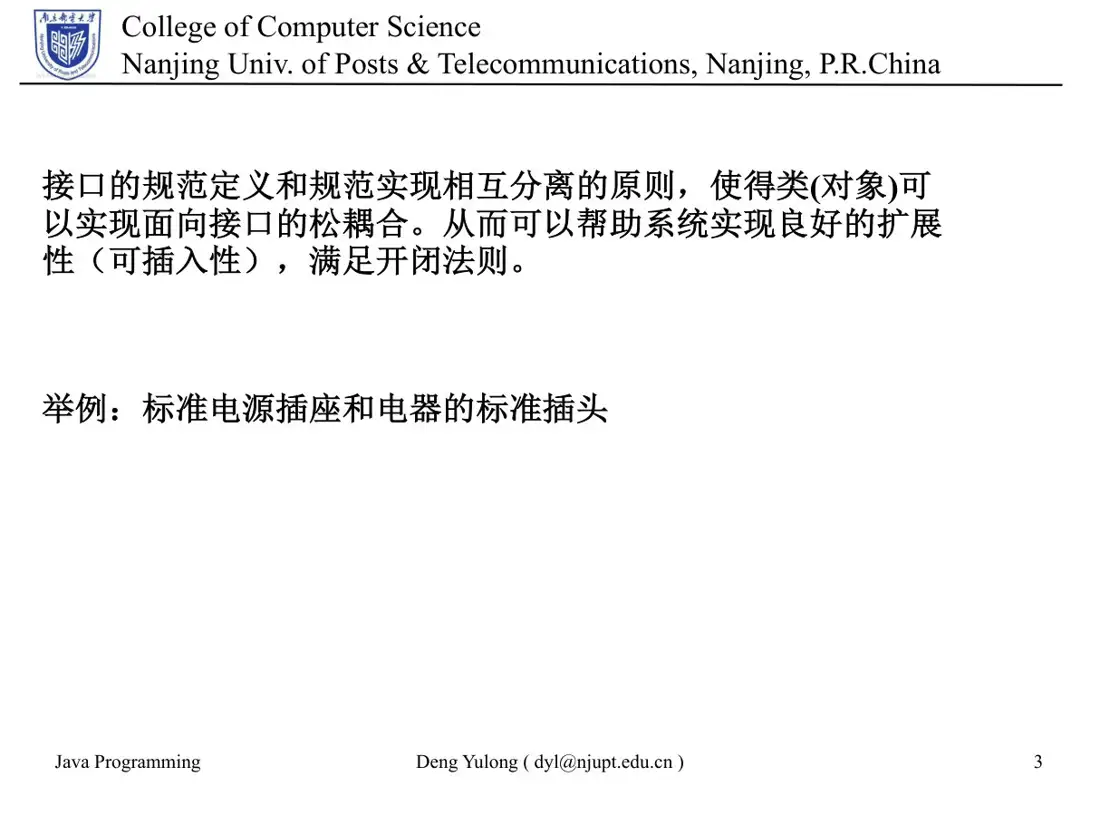 College of Computer Science
Nanjing Univ. of Posts & Telecommunications, Nanjing, P.R.China
接口的规范定义和规范实现相互分离的原则，使得类(对象)可
以实现面向接口的松耦合。从而可以帮助系统实现良好的扩展
性（可插入性），满足开闭法则。
举例：标准电源插座和电器的标准插头
Java Programming
Deng Yulong ( dyl@njupt.edu.cn )
3